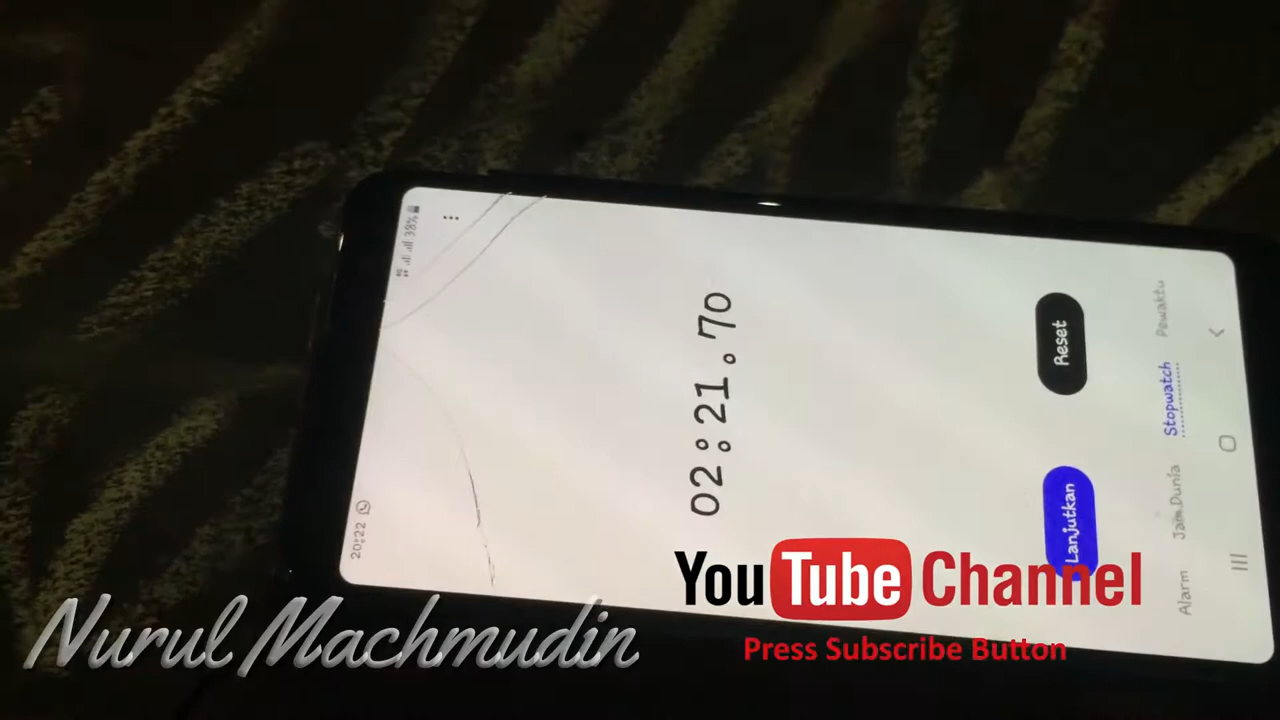 20:22
38%
02:21.70
Lanjutkan
Reset
Alarm
Jam Dunia
Stopwatch
Pewaktu
Nurul Machmudin
YouTube Channel
Press Subscribe Button